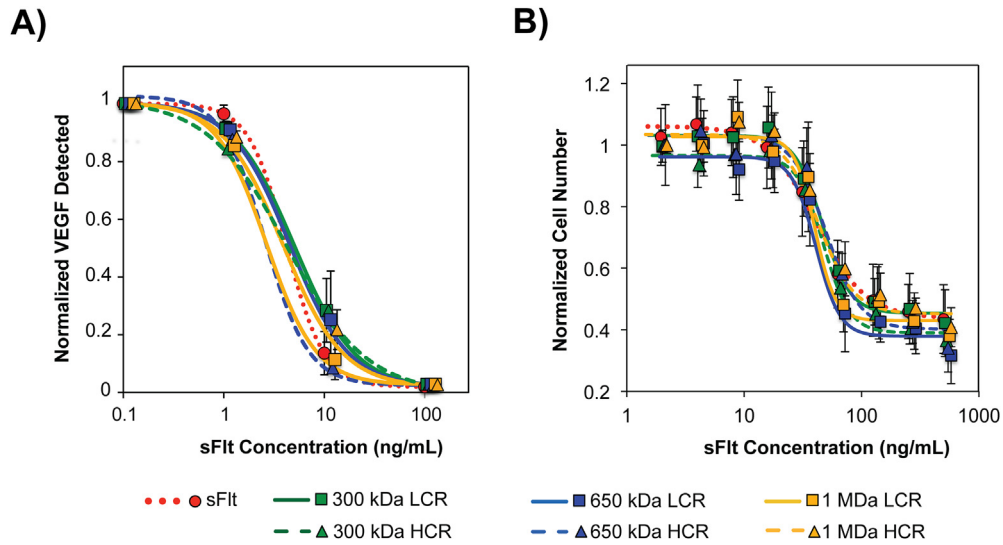 A)
B)
Normalized VEGF Detected
1
0.8
0.6
0.4
0.2
0
0.1
1
10
100
sFlt Concentration (ng/mL)
Normalized Cell Number
1.2
1
0.8
0.6
0.4
0.2
1
10
100
1000
sFlt Concentration (ng/mL)
sFlt
300 kDa LCR
650 kDa LCR
1 MDa LCR
300 kDa HCR
650 kDa HCR
1 MDa HCR